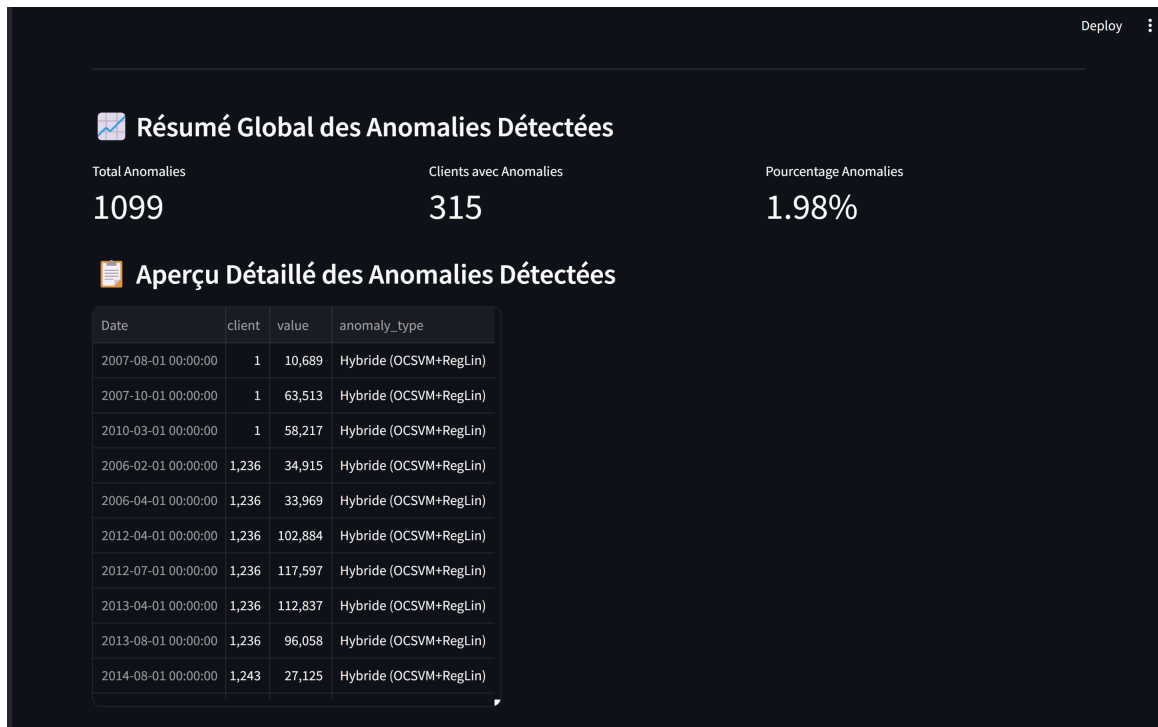 Deploy
Résumé Global des Anomalies Détectées
Total Anomalies Clients avec Anomalies Pourcentage Anomalies
1099 315 1.98%
Aperçu Détaillé des Anomalies Détectées
Date client value anomaly_type
2007-08-01 00:00:00 1 10,689 Hybride (OCSVM+RegLin)
2007-10-01 00:00:00 1 63,513 Hybride (OCSVM+RegLin)
2010-03-01 00:00:00 1 58,217 Hybride (OCSVM+RegLin)
2006-02-01 00:00:00 1,236 34,915 Hybride (OCSVM+RegLin)
2006-04-01 00:00:00 1,236 33,969 Hybride (OCSVM+RegLin)
2012-04-01 00:00:00 1,236 102,884 Hybride (OCSVM+RegLin)
2012-07-01 00:00:00 1,236 117,597 Hybride (OCSVM+RegLin)
2013-04-01 00:00:00 1,236 112,837 Hybride (OCSVM+RegLin)
2013-08-01 00:00:00 1,236 96,058 Hybride (OCSVM+RegLin)
2014-08-01 00:00:00 1,243 27,125 Hybride (OCSVM+RegLin)